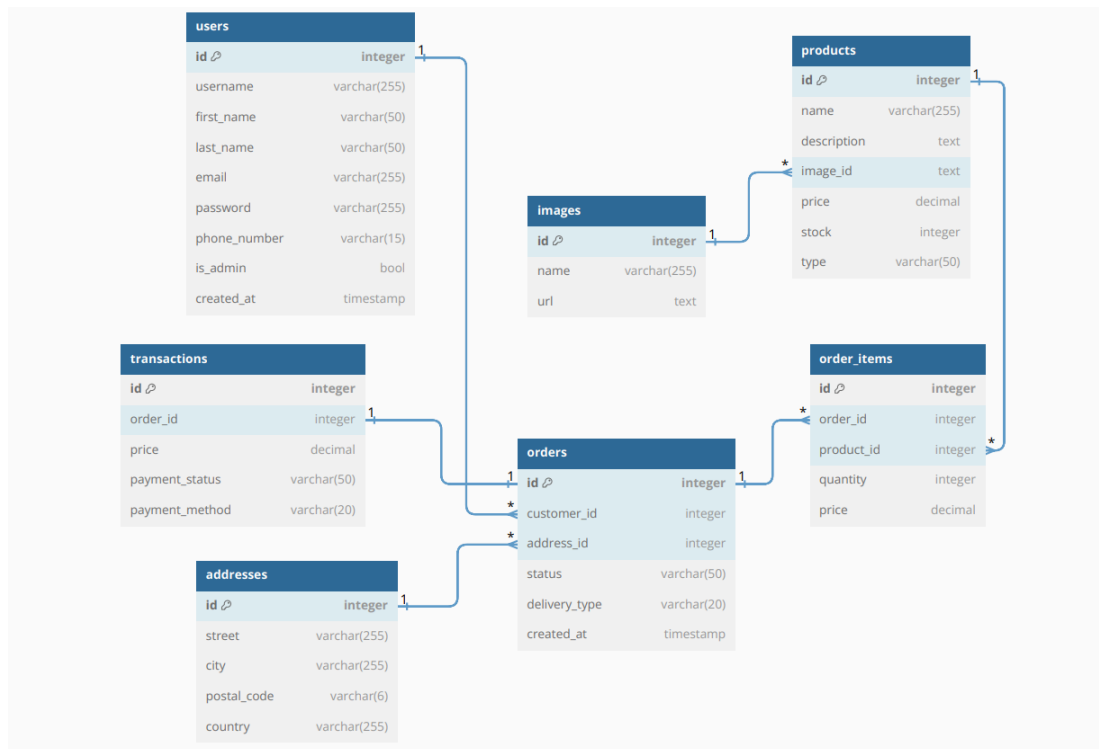 users
id integer
username varchar(255)
first_name varchar(50)
last_name varchar(50)
email varchar(255)
password varchar(255)
phone_number varchar(15)
is_admin bool
created_at timestamp
1
products
id integer
name varchar(255)
description text
image_id text
price decimal
stock integer
type varchar(50)
1
*
images
id integer
name varchar(255)
url text
1
transactions
id integer
order_id integer
price decimal
payment_status varchar(50)
payment_method varchar(20)
1
order_items
id integer
order_id integer
product_id integer
quantity integer
price decimal
*
*
orders
id integer
customer_id integer
address_id integer
status varchar(50)
delivery_type varchar(20)
created_at timestamp
1
*
*
1
addresses
id integer
street varchar(255)
city varchar(255)
postal_code varchar(6)
country varchar(255)
1